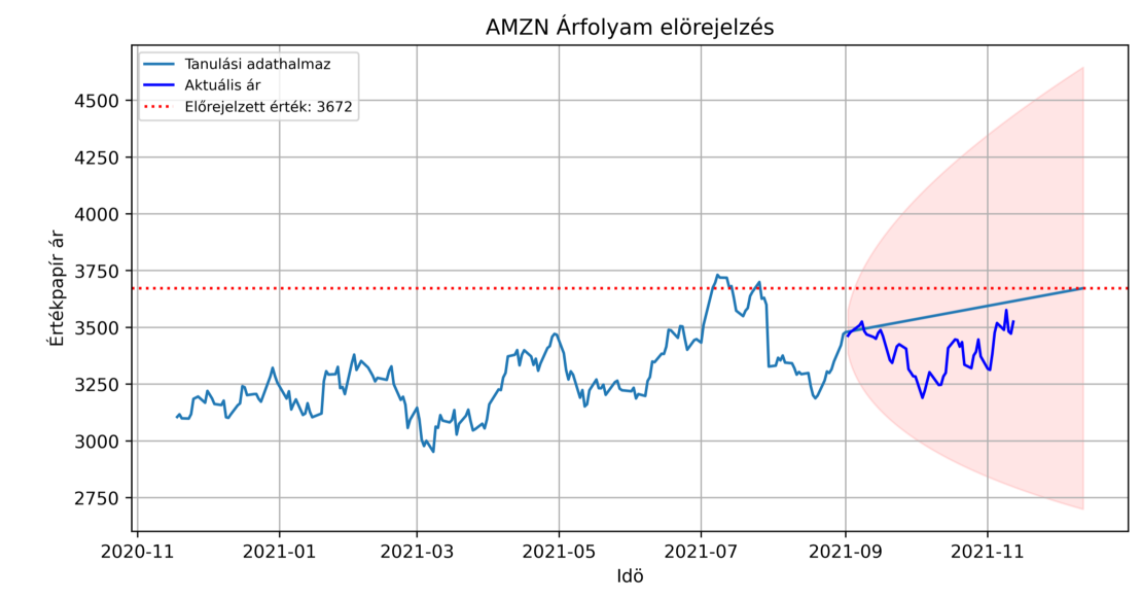 AMZN Árfolyam elörejelzés
Tanulási adathalmaz
Aktuális ár
Előrejelzett érték: 3672
Értékpapír ár
4500
4250
4000
3750
3500
3250
3000
2750
2020-11
2021-01
2021-03
2021-05
2021-07
2021-09
2021-11
Idö